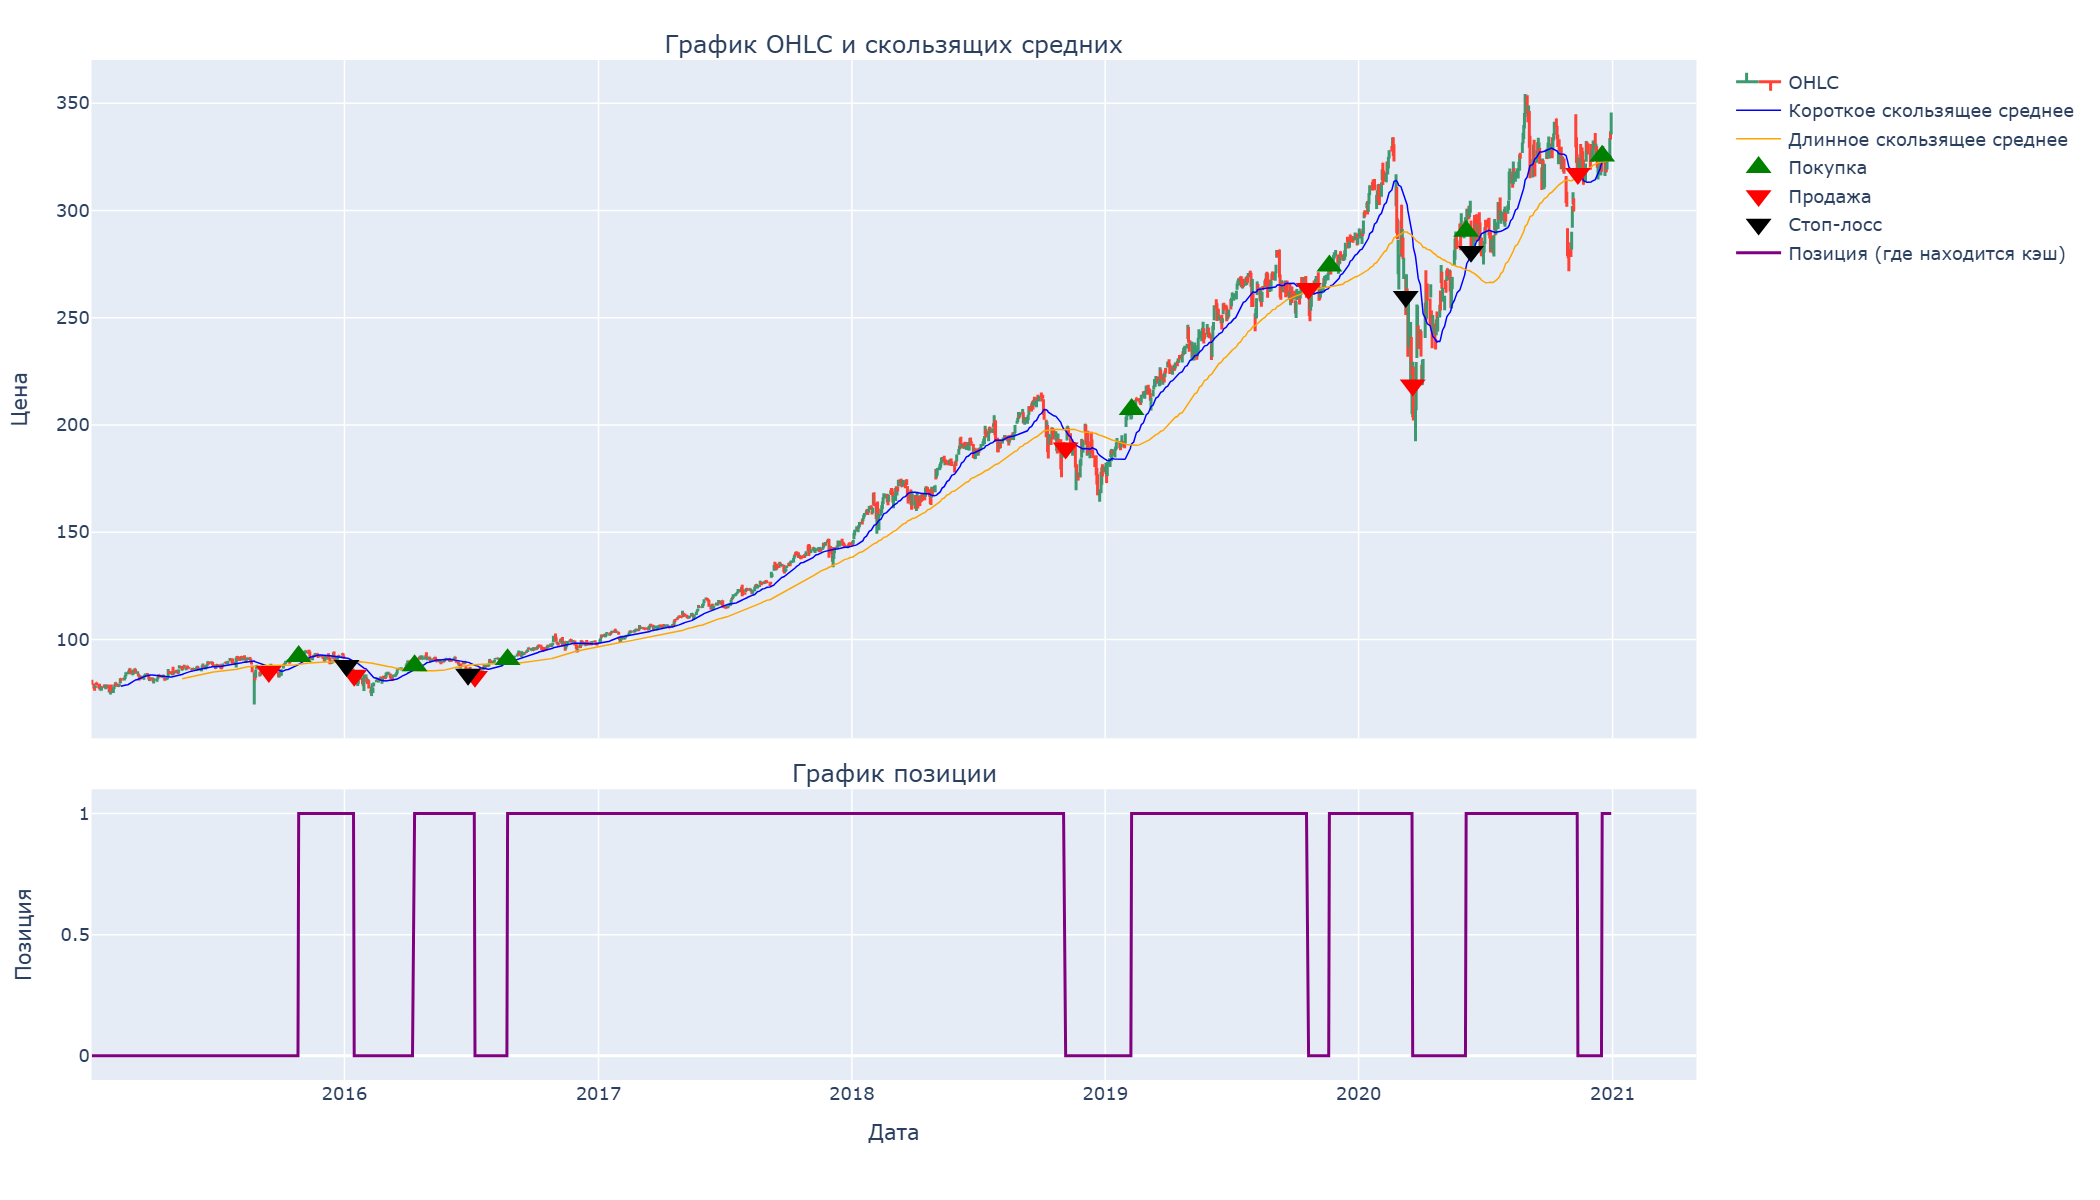 График OHLC и скользящих средних
350
300
250
200
150
100
Цена
OHLC
Короткое скользящее среднее
Длинное скользящее среднее
Покупка
Продажа
Стоп-лосс
Позиция (где находится кэш)
График позиции
1
0.5
0
Позиция
2016
2017
2018
2019
2020
2021
Дата